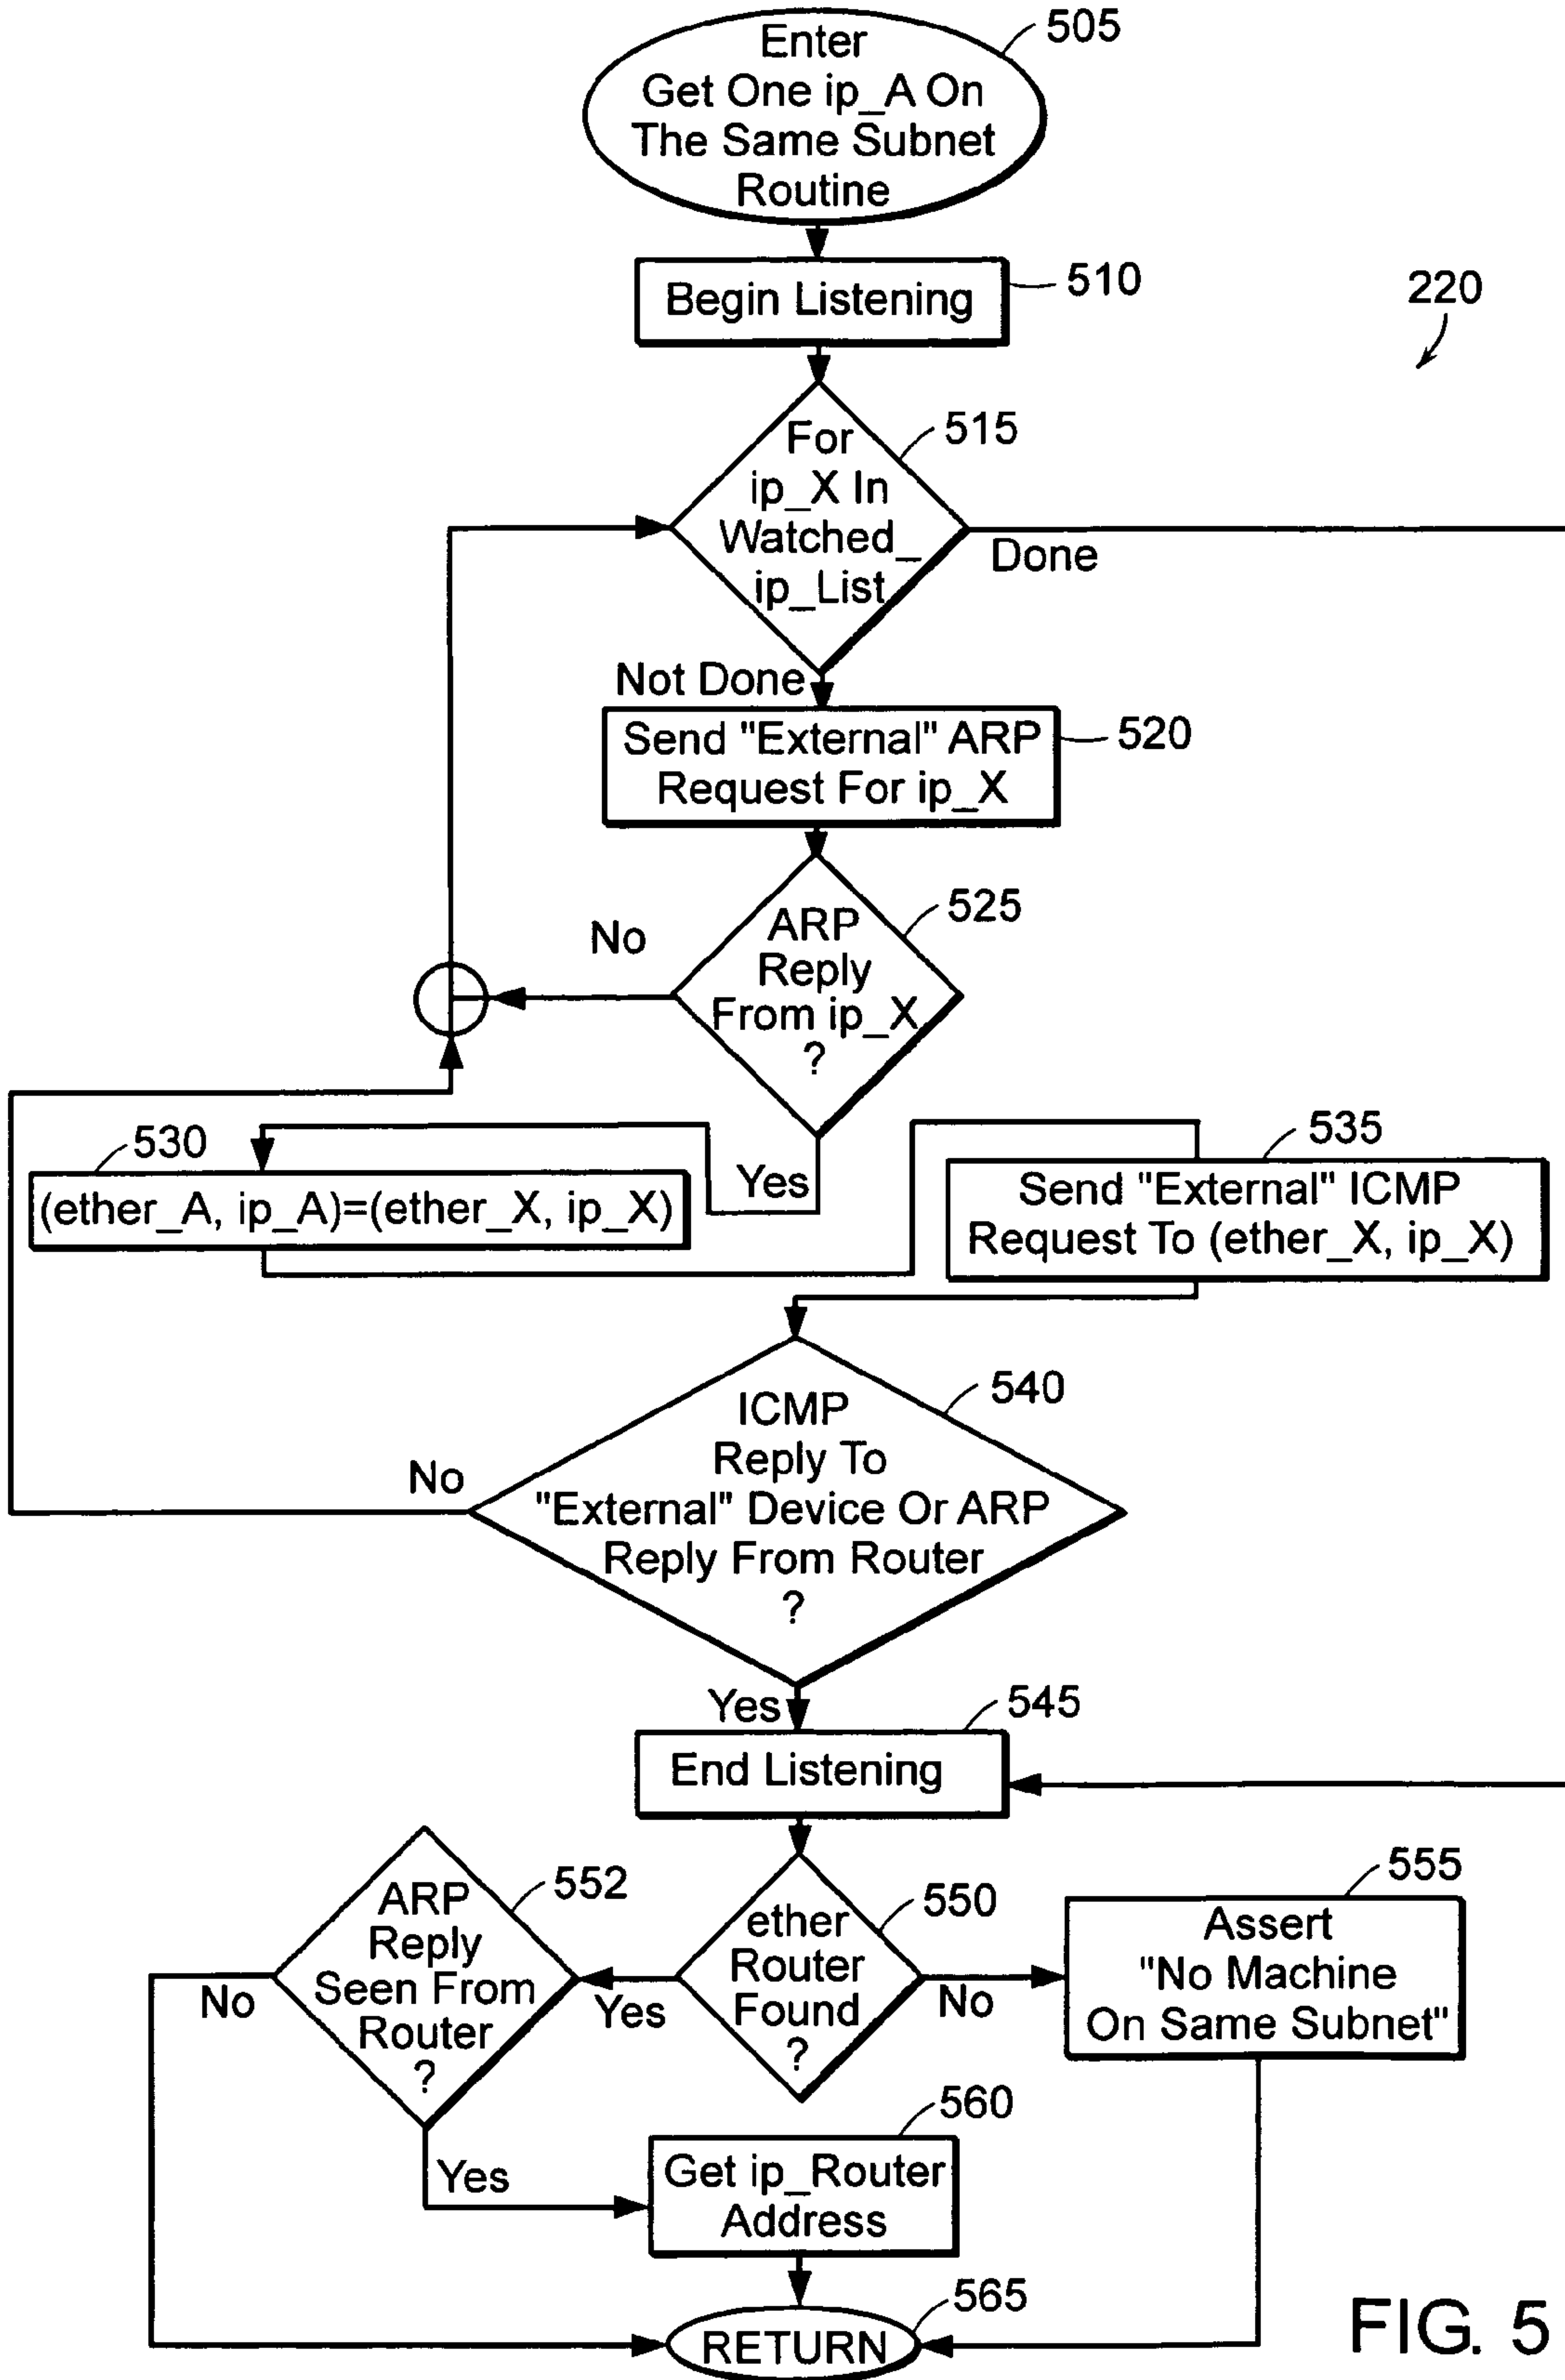 Enter
Get One ip_A On
The Same Subnet
Routine
505
Begin Listening
510
220
For
ip_X In
Watched_
ip_List
515
Done
Not Done
Send "External" ARP
Request For ip_X
520
ARP
Reply
From ip_X
?
525
No
Yes
530
(ether_A, ip_A)=(ether_X, ip_X)
535
Send "External" ICMP
Request To (ether_X, ip_X)
ICMP
Reply To
"External" Device Or ARP
Reply From Router
?
540
No
Yes
545
End Listening
ARP
Reply
Seen From
Router
?
552
No
Yes
ether
Router
Found
?
550
Yes
No
555
Assert
"No Machine
On Same Subnet"
560
Get ip_Router
Address
565
RETURN
FIG. 5